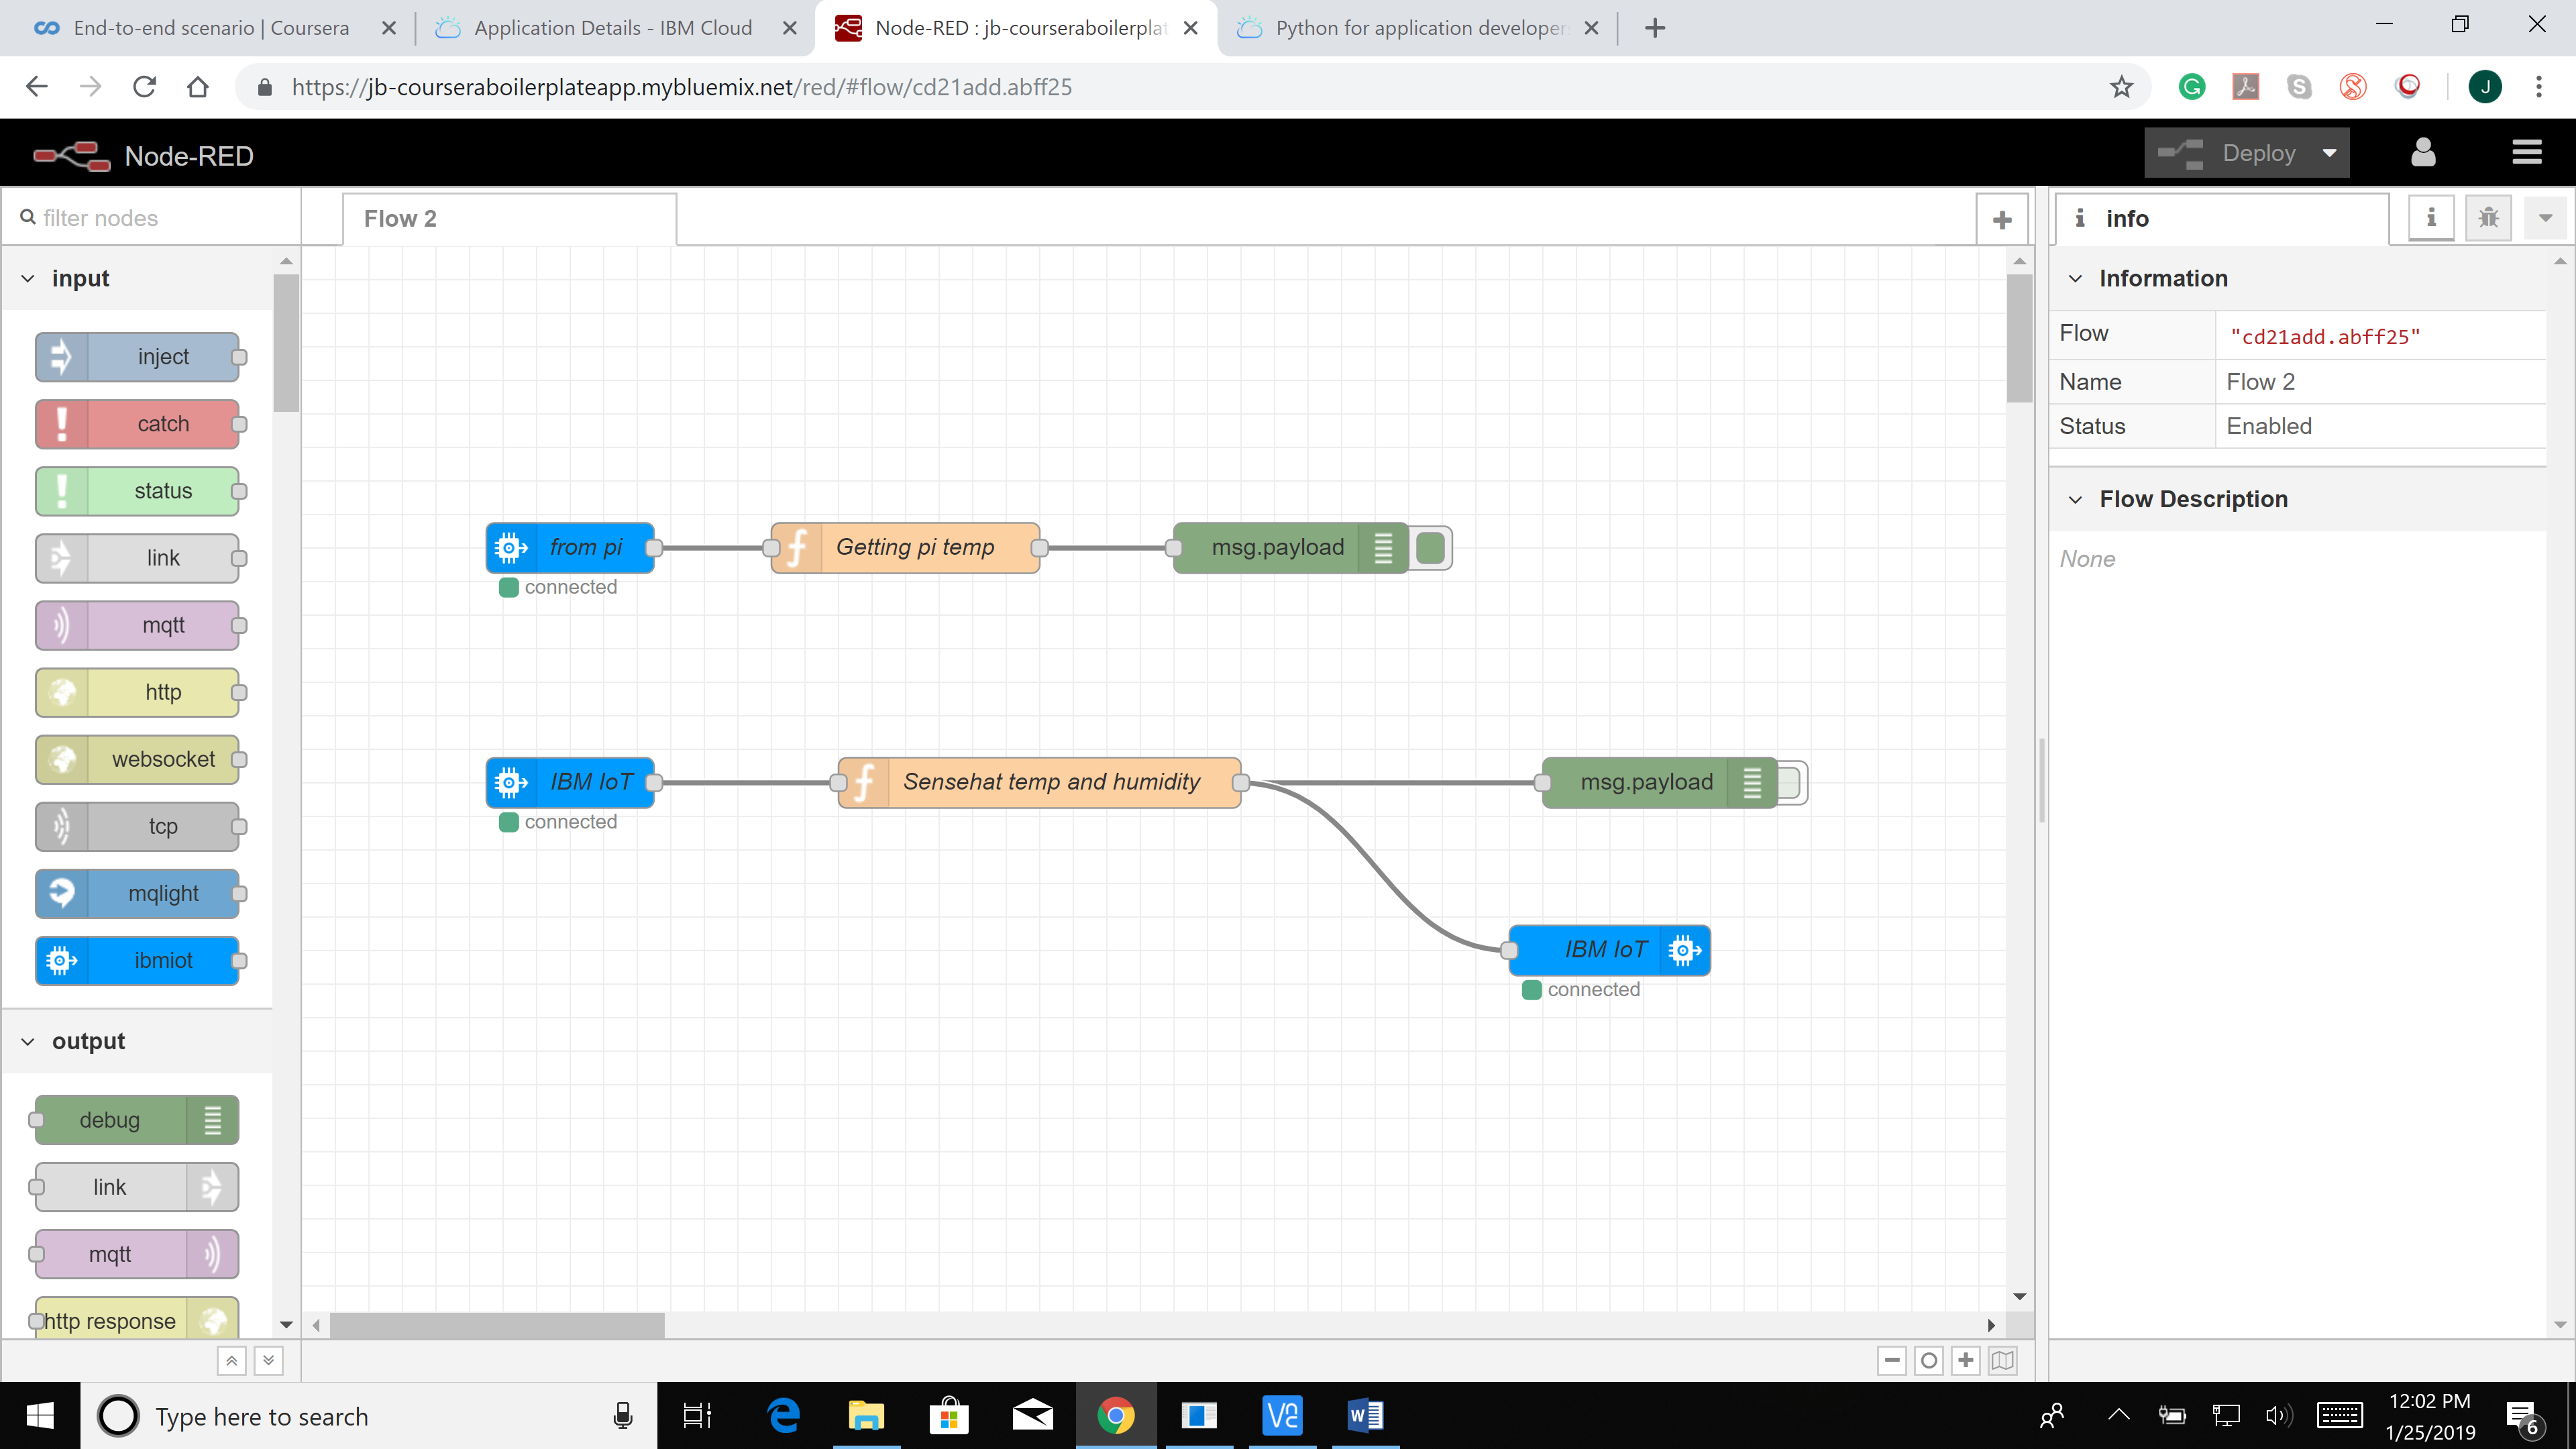 End-to-end scenario | Coursera
Application Details - IBM Cloud
Node-RED : jb-courseraboilerplat
Python for application developer
https://jb-courseraboilerplateapp.mybluemix.net/red/#flow/cd21add.abff25
J
Node-RED
Deploy
filter nodes
Flow 2
info
input
inject
catch
status
link
mqtt
http
websocket
tcp
mqlight
ibmiot
output
debug
link
mqtt
http response
from pi
connected
Getting pi temp
msg.payload
IBM IoT
connected
Sensehat temp and humidity
msg.payload
IBM IoT
connected
Information
Flow "cd21add.abff25"
Name Flow 2
Status Enabled
Flow Description
None
Type here to search
12:02 PM
1/25/2019
6